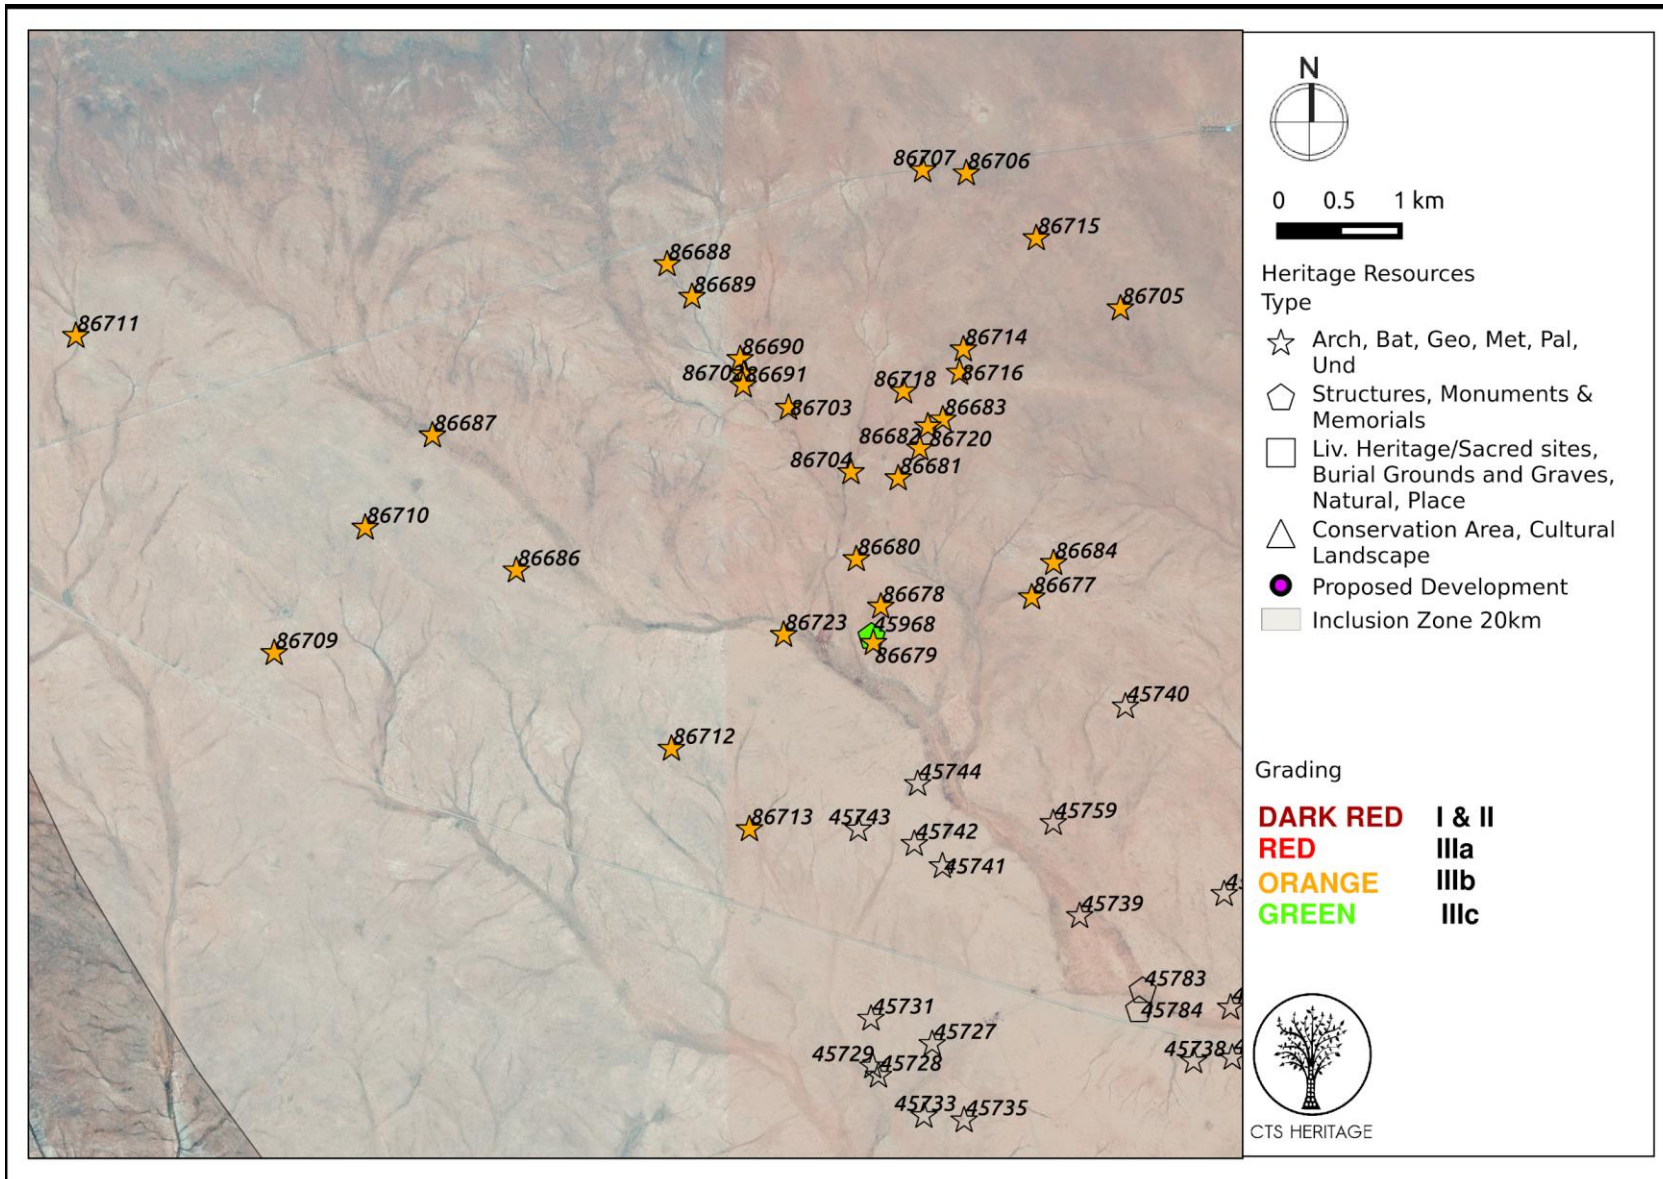 86707
86706
86715
86688
86689
86705
86711
86690
86691
86714
86716
86718
86703
86683
86687
86682
86720
86704
86681
86710
86680
86684
86686
86677
86678
86723
45968
86679
86709
45740
86712
45744
86713
45743
45742
45759
45741
45739
45783
45784
45731
45727
45729
45728
45738
45733
45735
N
0 0.5 1 km
Heritage Resources
Type
Arch, Bat, Geo, Met, Pal,
Und
Structures, Monuments &
Memorials
Liv. Heritage/Sacred sites,
Burial Grounds and Graves,
Natural, Place
Conservation Area, Cultural
Landscape
Proposed Development
Inclusion Zone 20km
Grading
DARK RED I & II
RED IIIa
ORANGE IIIb
GREEN IIIc
CTS HERITAGE